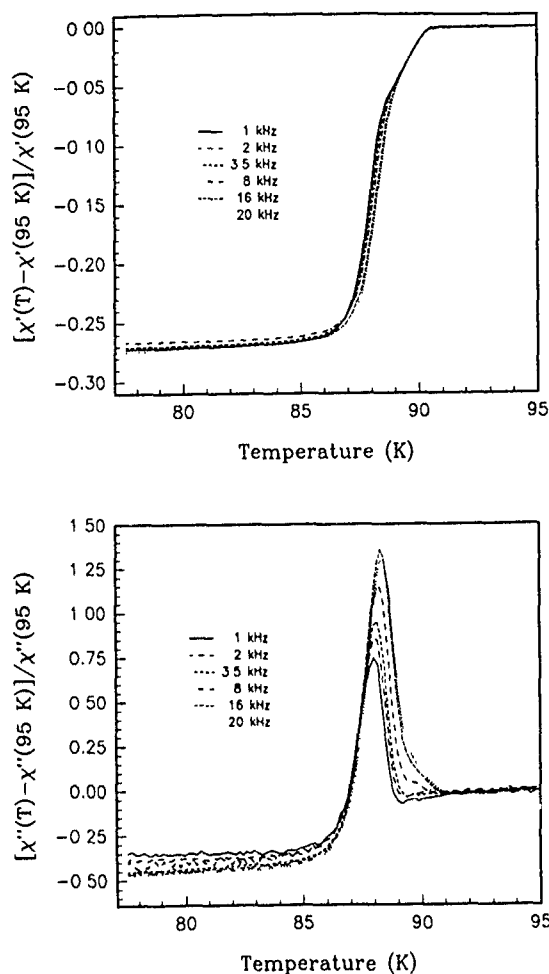 [χ'(T)−χ'(95 K)]/χ'(95 K)
0 00
−0 05
−0.10
−0 15
−0.20
−0.25
−0.30
1 kHz
2 kHz
3 5 kHz
8 kHz
16 kHz
20 kHz
80 85 90 95
Temperature (K)
[χ''(T)−χ''(95 K)]/χ''(95 K)
1 50
1 25
1 00
0.75
0 50
0.25
0.00
−0.25
−0 50
1 kHz
2 kHz
3 5 kHz
8 kHz
16 kHz
20 kHz
80 85 90 95
Temperature (K)